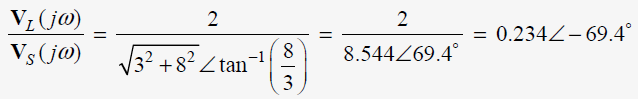 V_L(jω)/V_S(jω) = 2/(√(3²+8²)∠tan⁻¹(8/3)) = 2/(8.544∠69.4°) = 0.234∠−69.4°